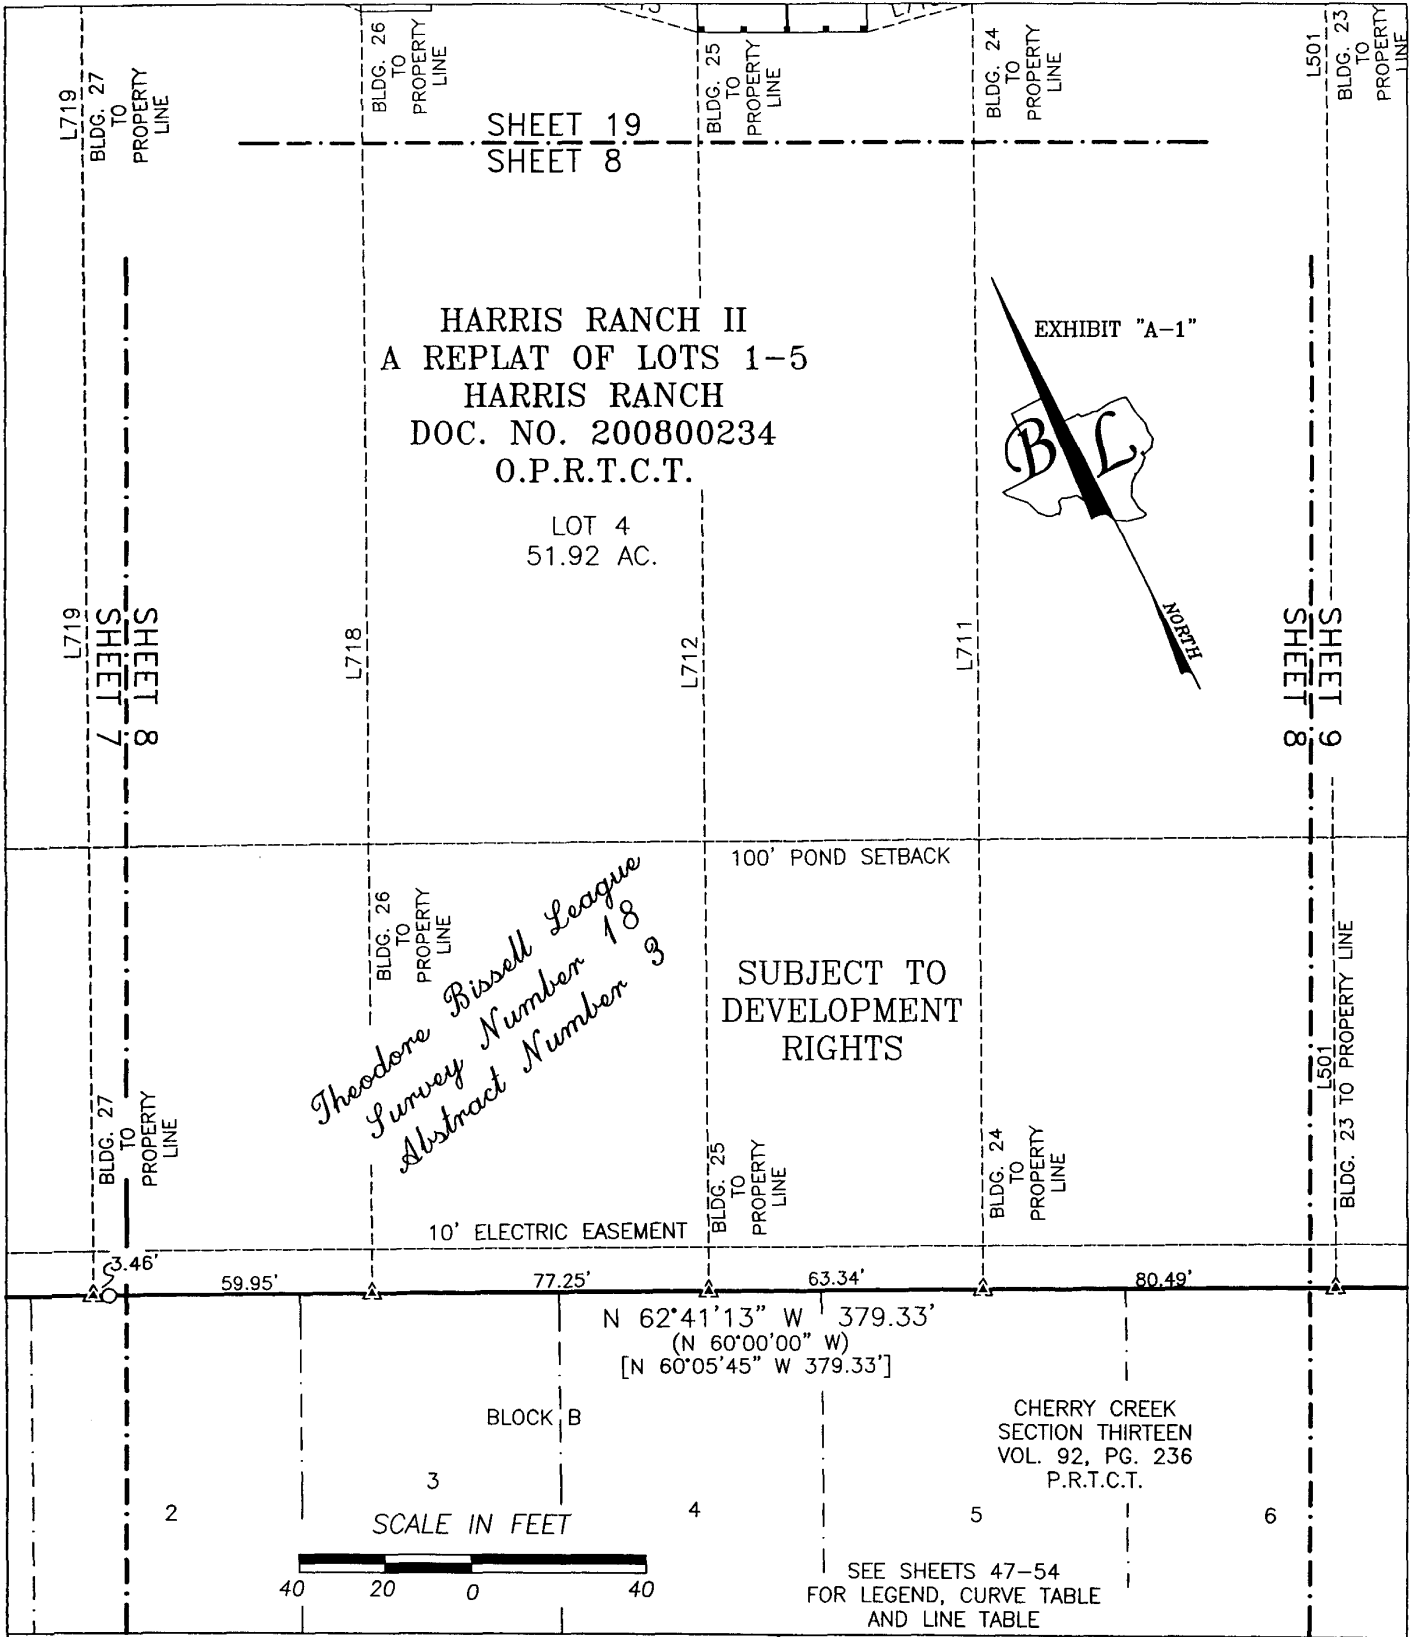 L719
BLDG. 27
TO
PROPERTY
LINE
BLDG. 26
TO
PROPERTY
LINE
BLDG. 25
TO
PROPERTY
LINE
BLDG. 24
TO
PROPERTY
LINE
L501
BLDG. 23
TO
PROPERTY
LINE
SHEET 19
SHEET 8
HARRIS RANCH II
A REPLAT OF LOTS 1-5
HARRIS RANCH
DOC. NO. 200800234
O.P.R.T.C.T.
LOT 4
51.92 AC.
EXHIBIT "A-1"
B L
NORTH
L719
SHEET 8
SHEET 7
L718
L712
L711
SHEET 9
SHEET 8
100' POND SETBACK
BLDG. 26
TO
PROPERTY
LINE
Theodore Bissell League
Survey Number 18
Abstract Number 3
SUBJECT TO
DEVELOPMENT
RIGHTS
BLDG. 27
TO
PROPERTY
LINE
BLDG. 25
TO
PROPERTY
LINE
BLDG. 24
TO
PROPERTY
LINE
L501
BLDG. 23 TO PROPERTY LINE
10' ELECTRIC EASEMENT
3.46'
59.95'
77.25'
63.34'
80.49'
N 62°41'13" W 379.33'
(N 60°00'00" W)
[N 60°05'45" W 379.33']
BLOCK B
CHERRY CREEK
SECTION THIRTEEN
VOL. 92, PG. 236
P.R.T.C.T.
2
3
4
5
6
SCALE IN FEET
40 20 0 40
SEE SHEETS 47-54
FOR LEGEND, CURVE TABLE
AND LINE TABLE